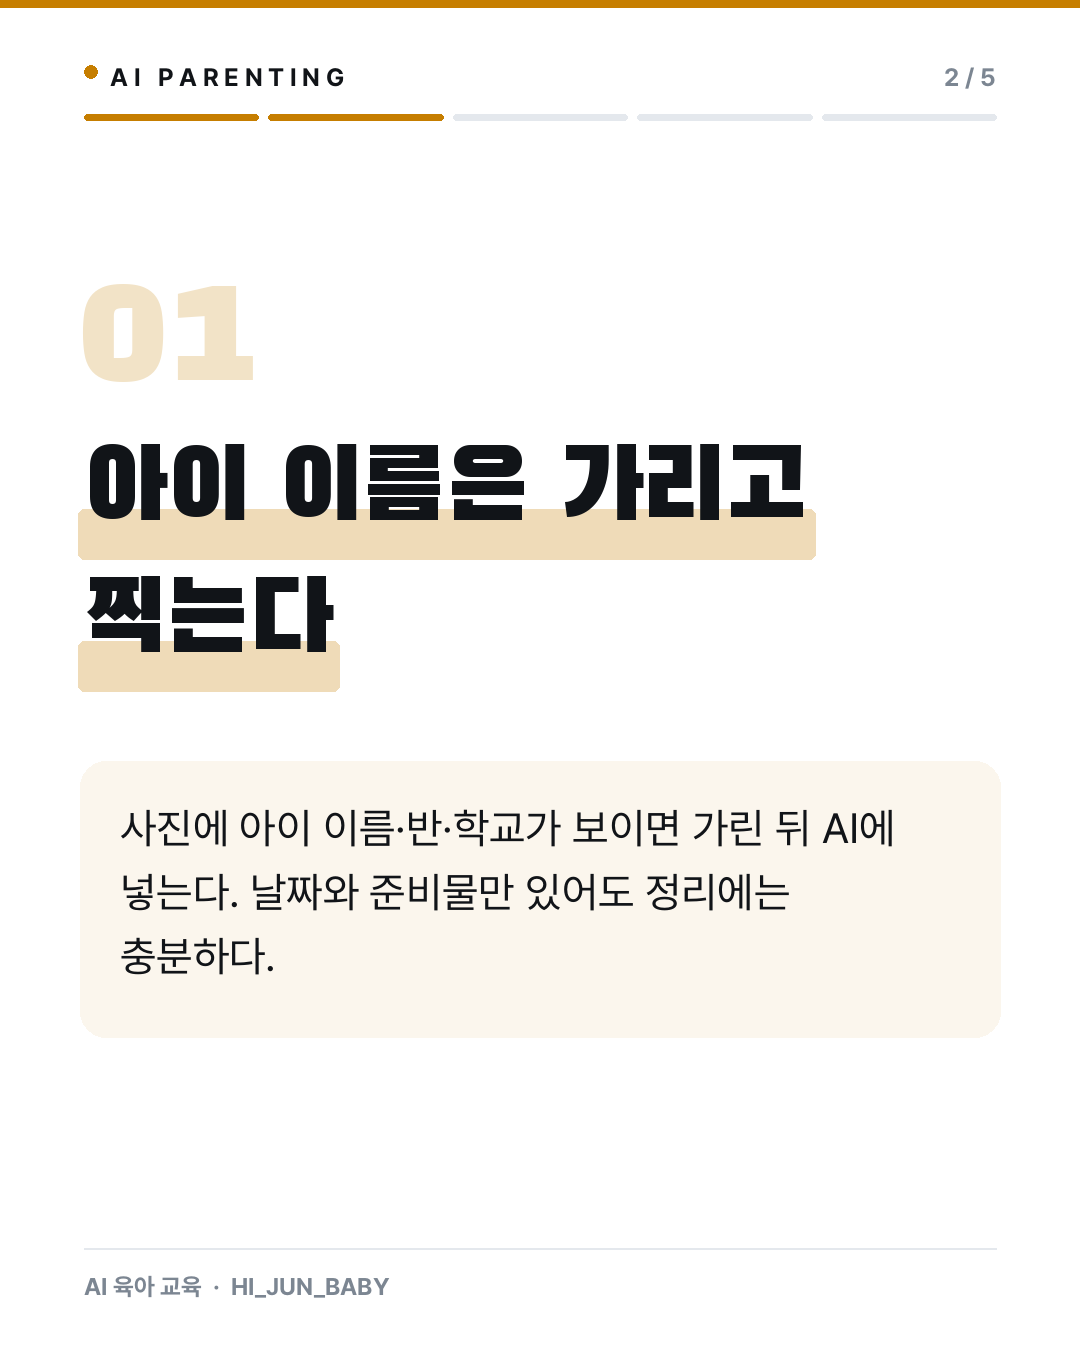 AI PARENTING
2 / 5
01
아이 이름은 가리고
찍는다
사진에 아이 이름·반·학교가 보이면 가린 뒤 AI에
넣는다. 날짜와 준비물만 있어도 정리에는
충분하다.
AI 육아 교육 · HI_JUN_BABY